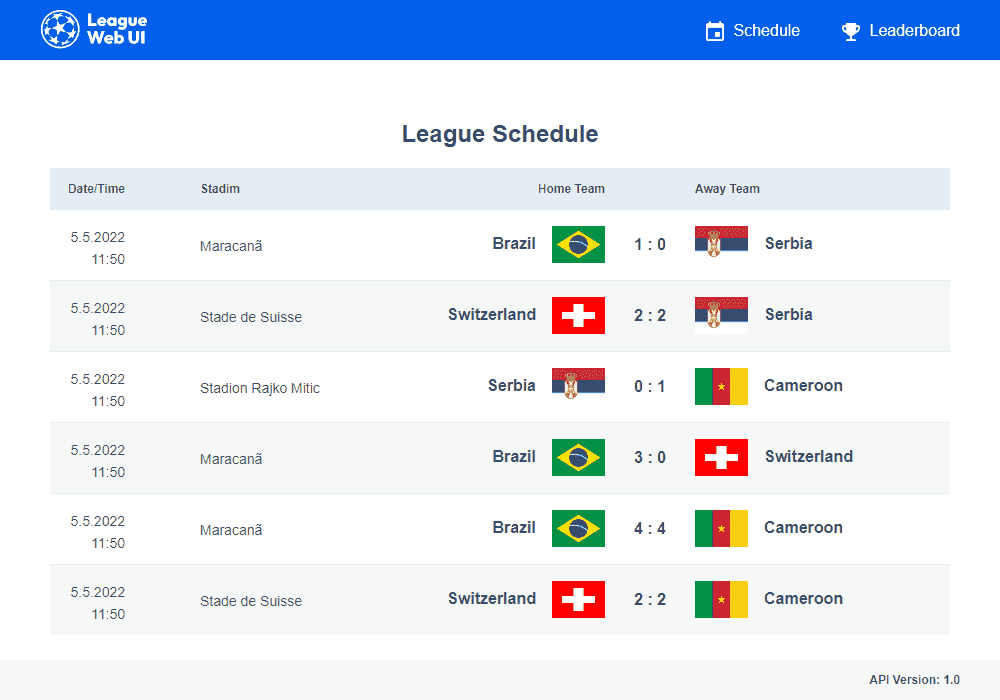 League
Web UI
Schedule
Leaderboard
League Schedule
Date/Time Stadim Home Team Away Team
5.5.2022
11:50
Maracanã
Brazil 1 : 0 Serbia
5.5.2022
11:50
Stade de Suisse
Switzerland 2 : 2 Serbia
5.5.2022
11:50
Stadion Rajko Mitic
Serbia 0 : 1 Cameroon
5.5.2022
11:50
Maracanã
Brazil 3 : 0 Switzerland
5.5.2022
11:50
Maracanã
Brazil 4 : 4 Cameroon
5.5.2022
11:50
Stade de Suisse
Switzerland 2 : 2 Cameroon
API Version: 1.0